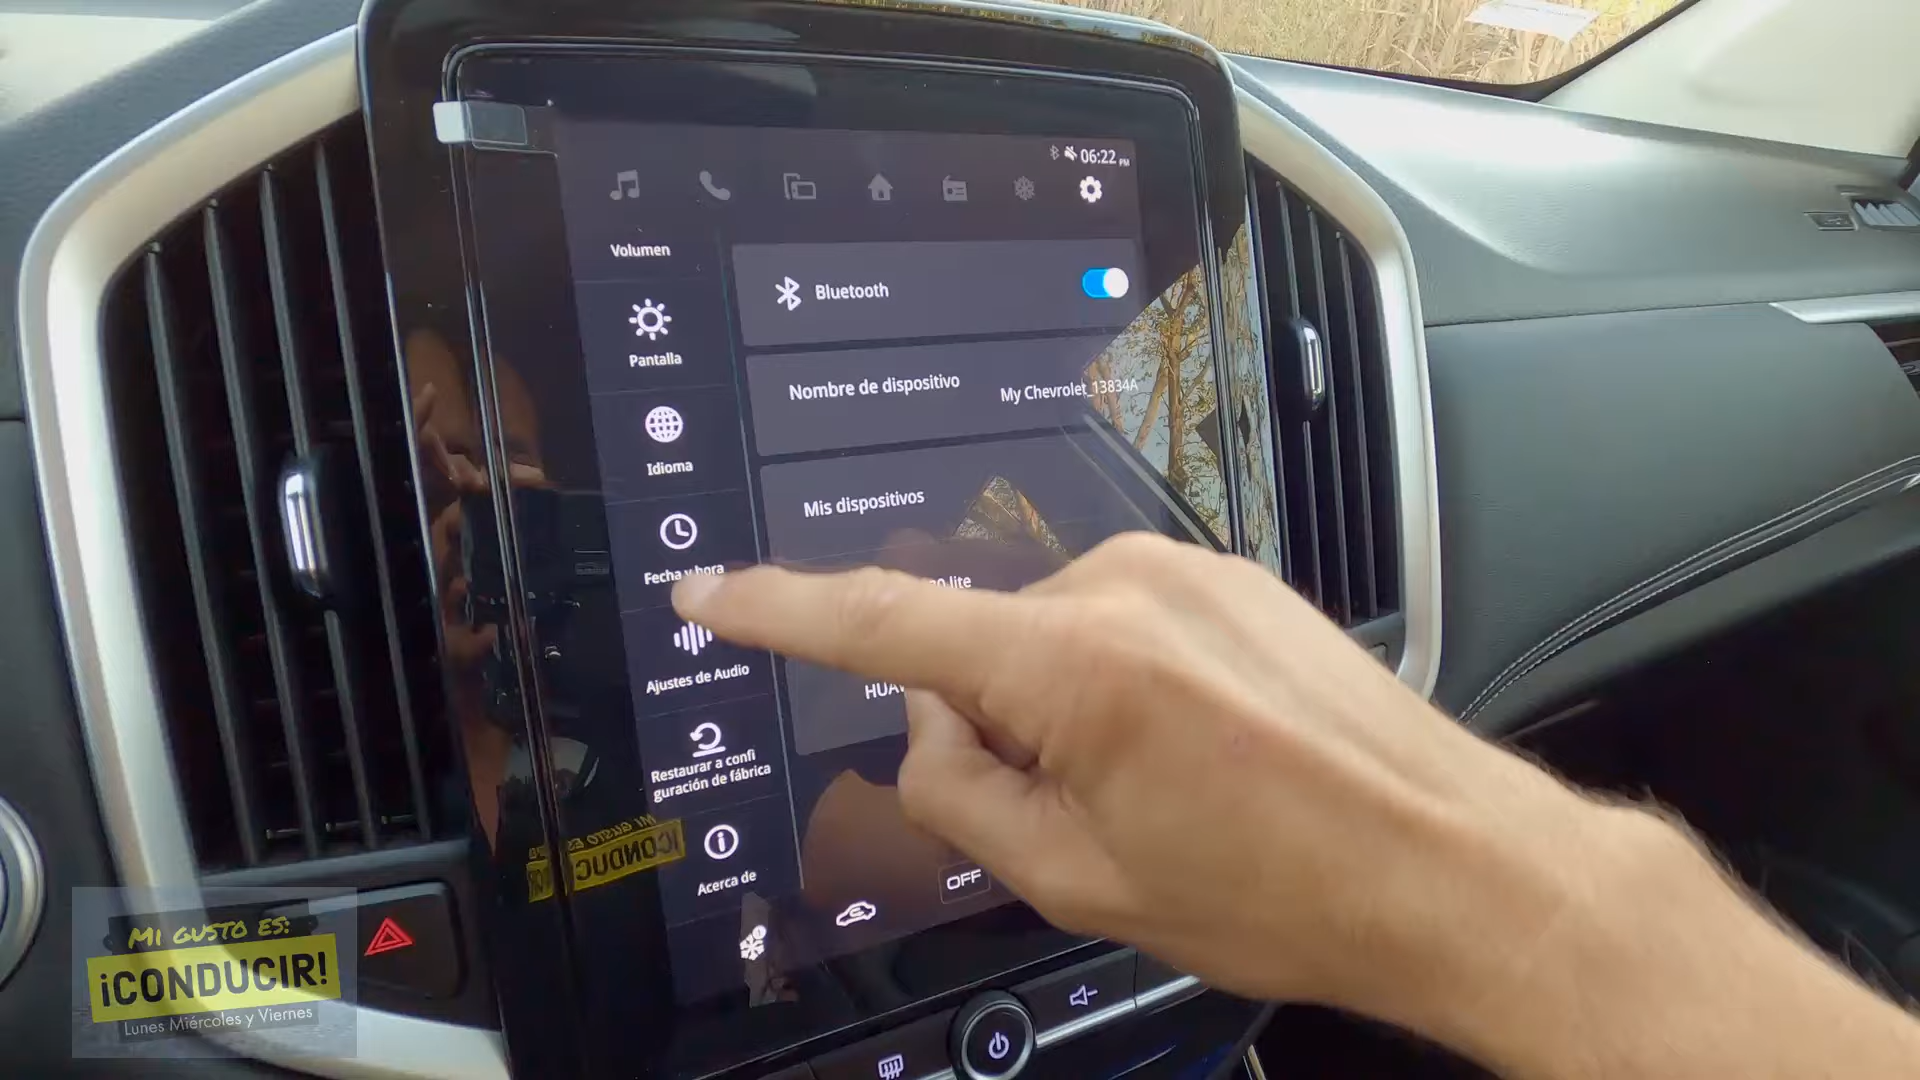 06:22 PM
Volumen
Bluetooth
Pantalla
Nombre de dispositivo
My Chevrolet_13834A
Idioma
Mis dispositivos
Fecha y hora
lite
Ajustes de Audio
Restaurar a confi
guración de fábrica
Acerca de
OFF
MI GUSTO ES:
¡CONDUCIR!
Lunes Miércoles y Viernes